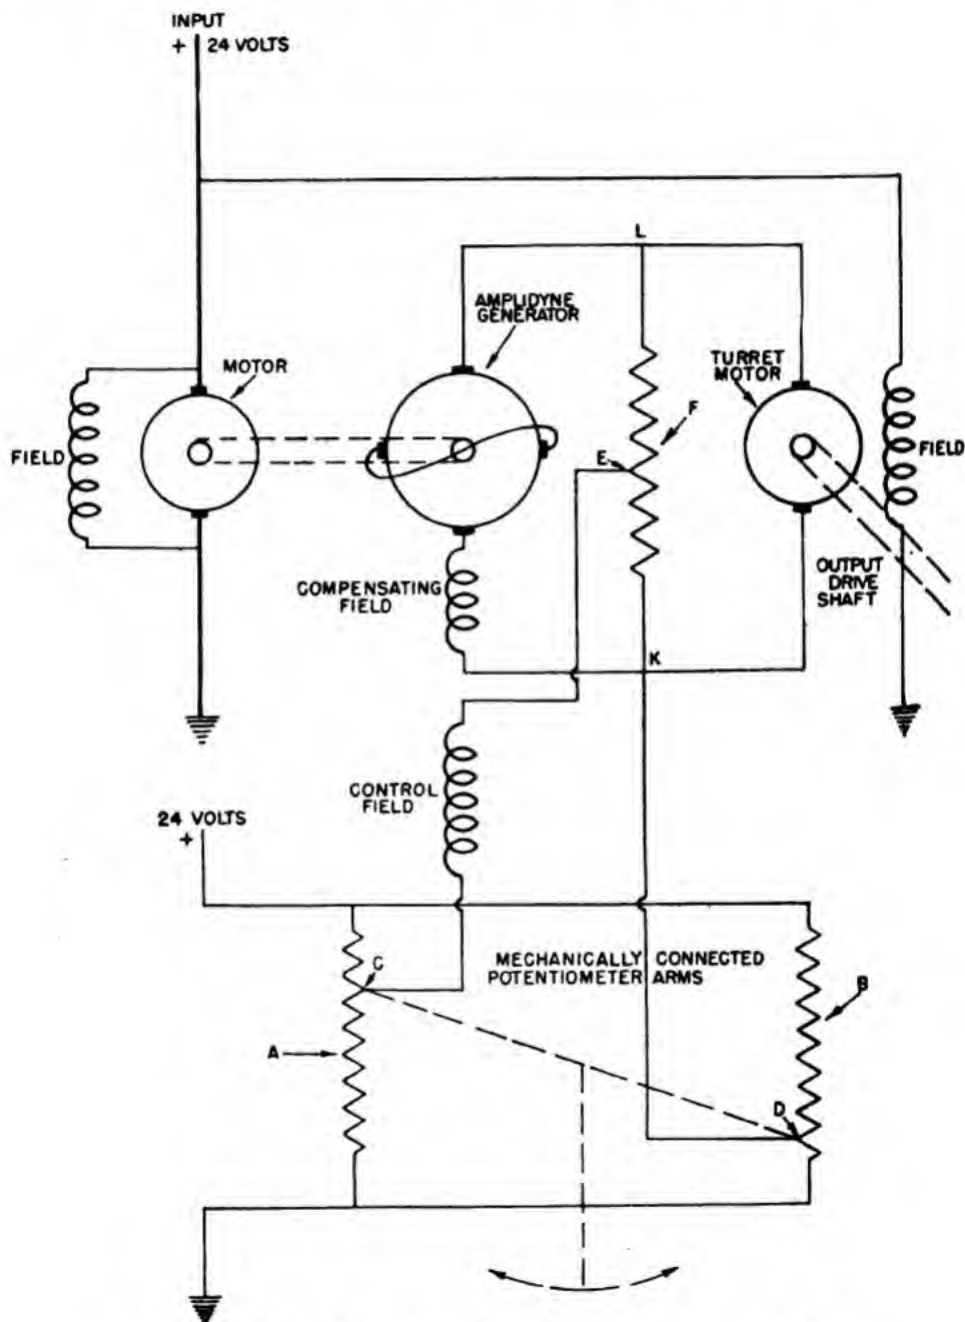 INPUT
+ 24 VOLTS
L
AMPLIDYNE
GENERATOR
MOTOR
TURRET
MOTOR
F
FIELD
E
FIELD
COMPENSATING
FIELD
OUTPUT
DRIVE
SHAFT
K
CONTROL
FIELD
24 VOLTS
+
C
MECHANICALLY CONNECTED
POTENTIOMETER ARMS
B
A
D